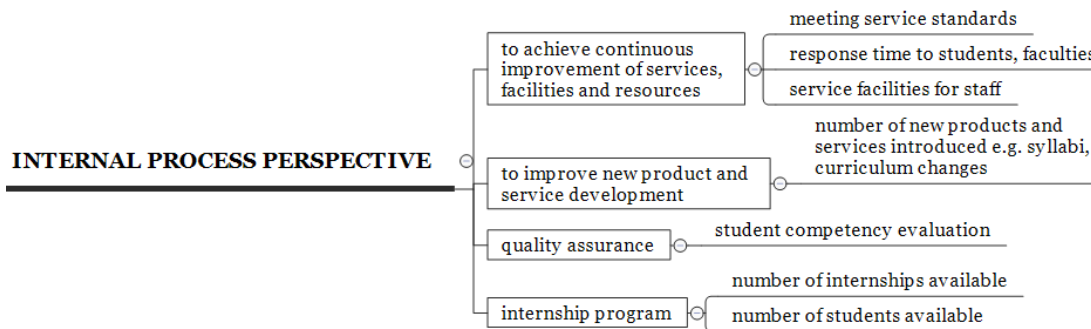 INTERNAL PROCESS PERSPECTIVE
to achieve continuous
improvement of services,
facilities and resources
meeting service standards
response time to students, faculties
service facilities for staff
to improve new product and
service development
number of new products and
services introduced e.g. syllabi,
curriculum changes
quality assurance
student competency evaluation
internship program
number of internships available
number of students available